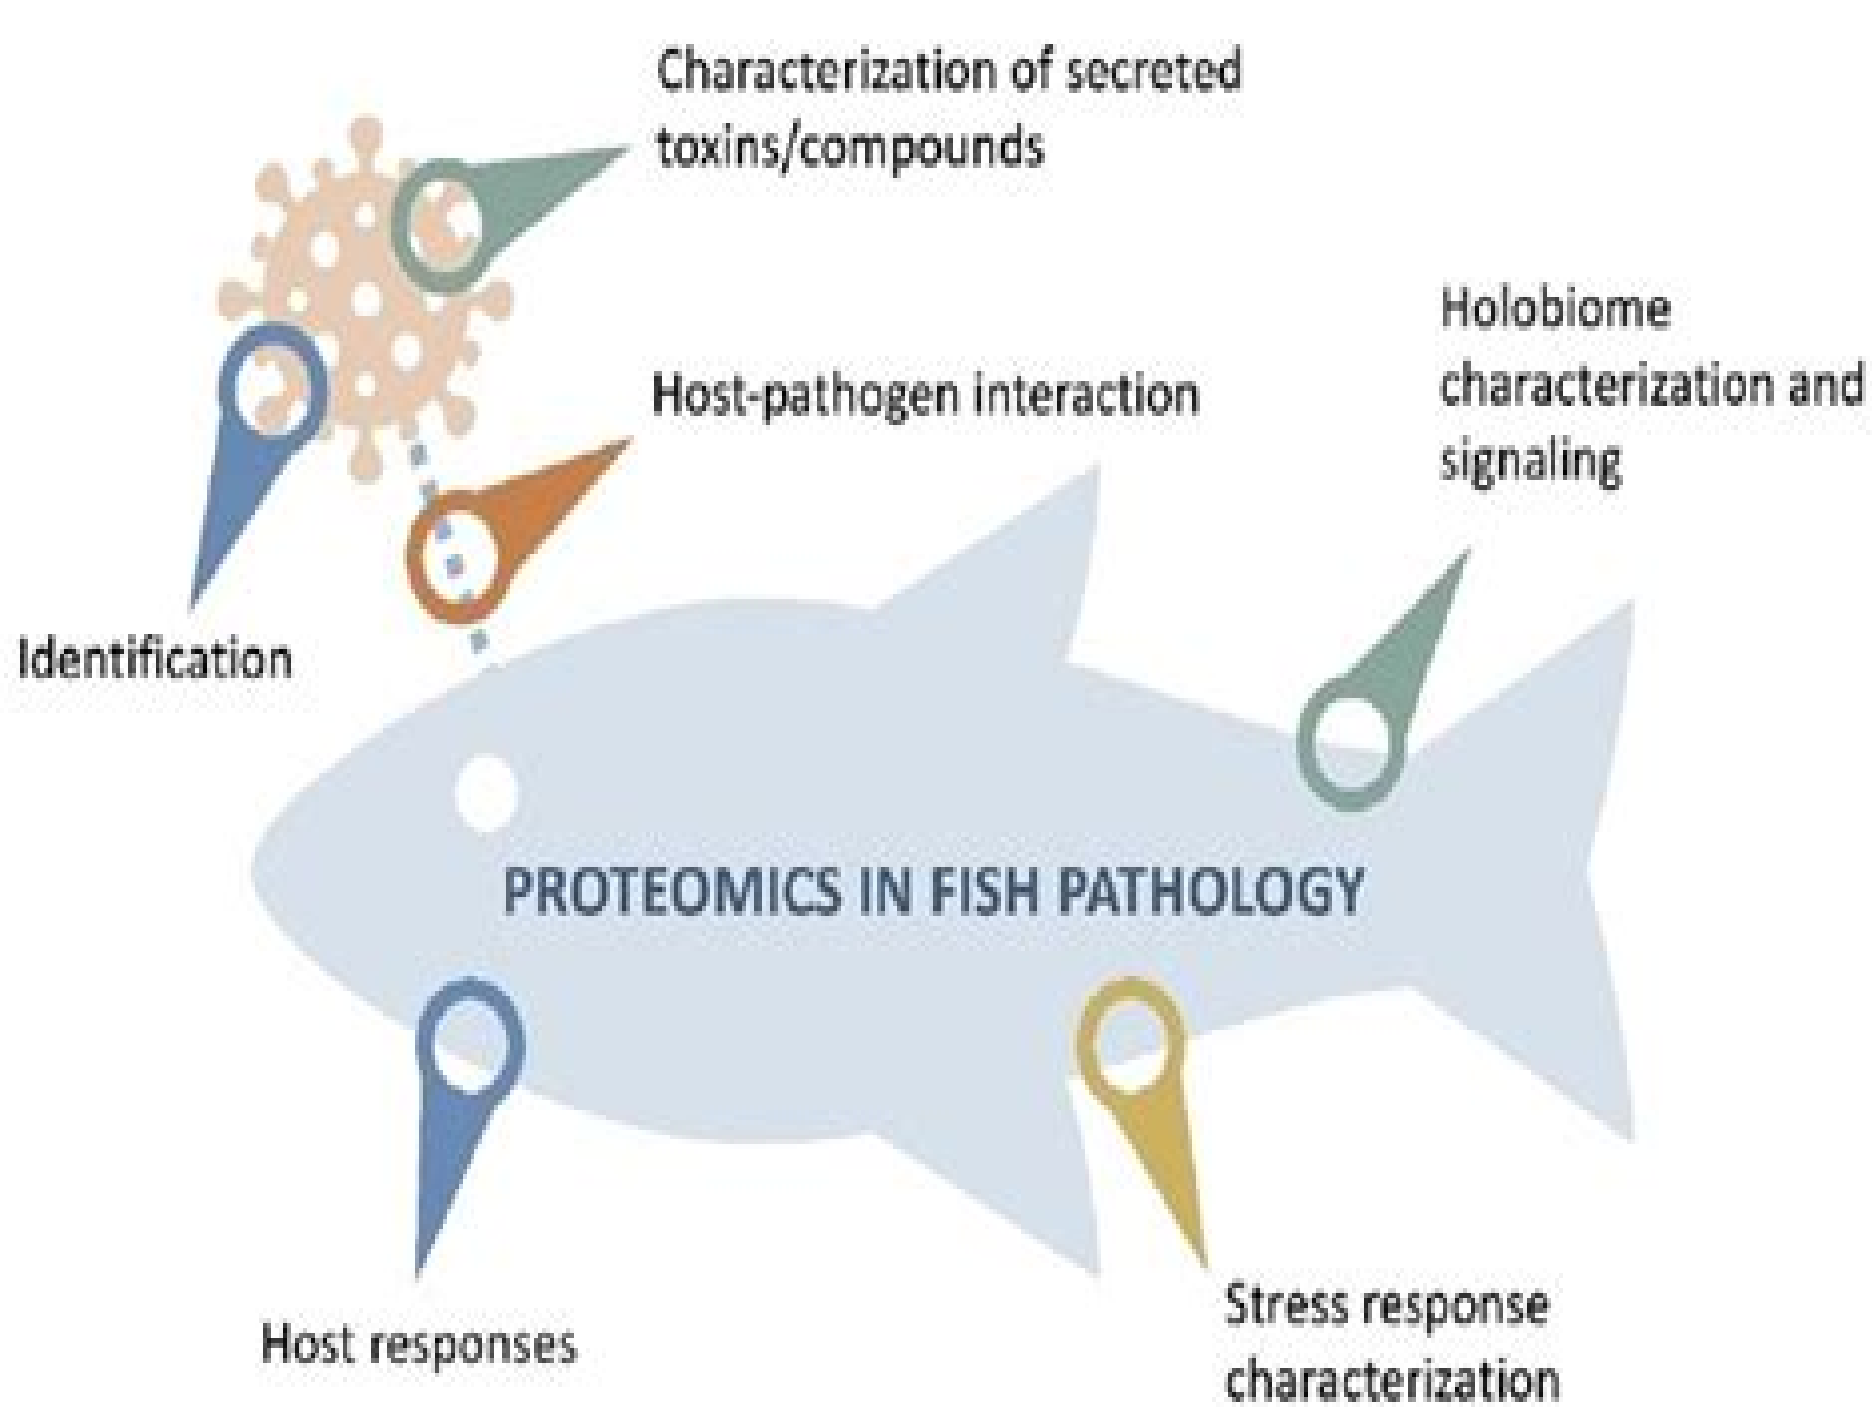 Characterization of secreted
toxins/compounds
Holobiome
characterization and
signaling
Host-pathogen interaction
Identification
PROTEOMICS IN FISH PATHOLOGY
Host responses
Stress response
characterization